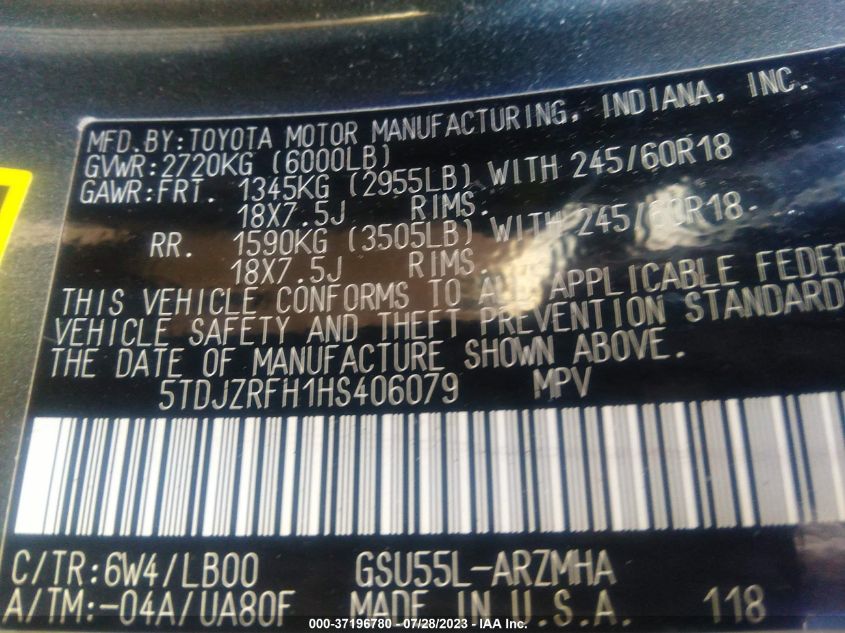 MFD.BY:TOYOTA MOTOR MANUFACTURING, INDIANA, INC.
GVWR:2720KG (6000LB)
GAWR:FRT. 1345KG (2955LB) WITH 245/60R18
18X7.5J RIMS.
RR. 1590KG (3505LB) WITH 245/60R18
18X7.5J RIMS.
THIS VEHICLE CONFORMS TO ALL APPLICABLE FEDER
VEHICLE SAFETY AND THEFT PREVENTION STANDARDS
THE DATE OF MANUFACTURE SHOWN ABOVE.
5TDJZRFH1HS406079 MPV
C/TR:6W4/LB00 GSU55L-ARZMHA
A/TM:-04A/UA80F MADE IN U.S.A. 118
000-37196780 - 07/28/2023 - IAA Inc.